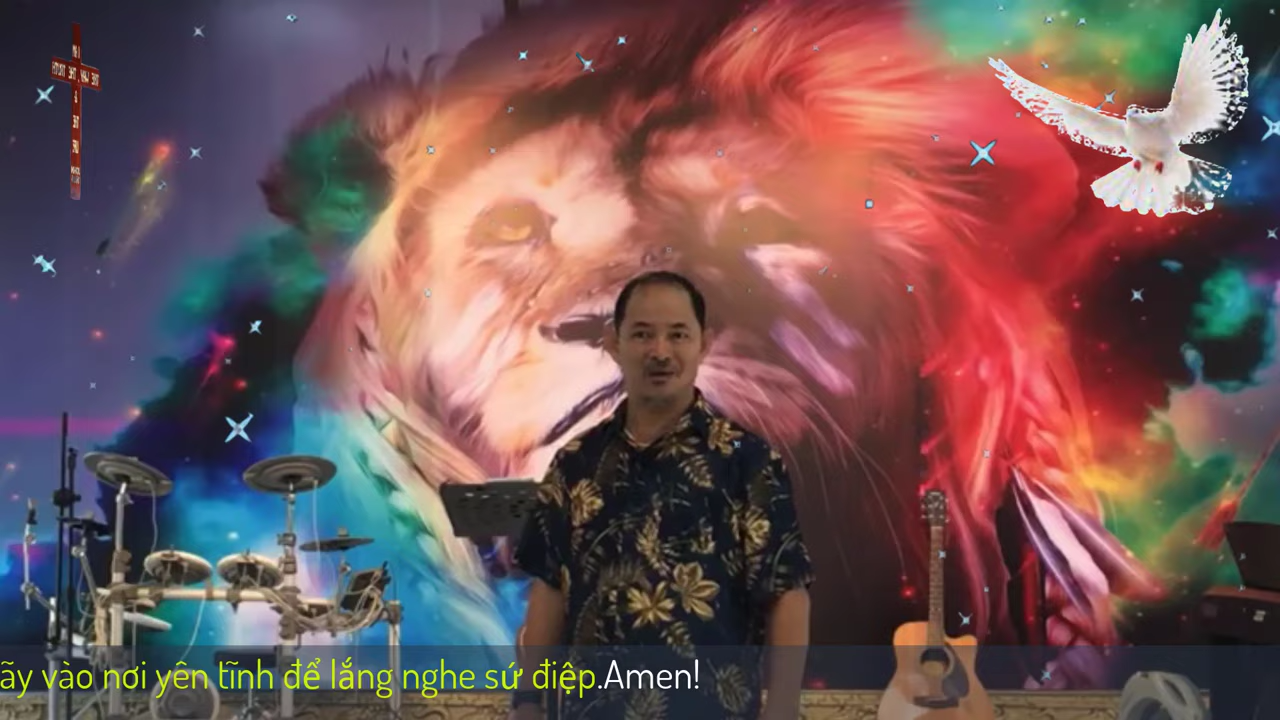 ãy vào nơi yên tĩnh để lắng nghe sứ điệp.Amen!